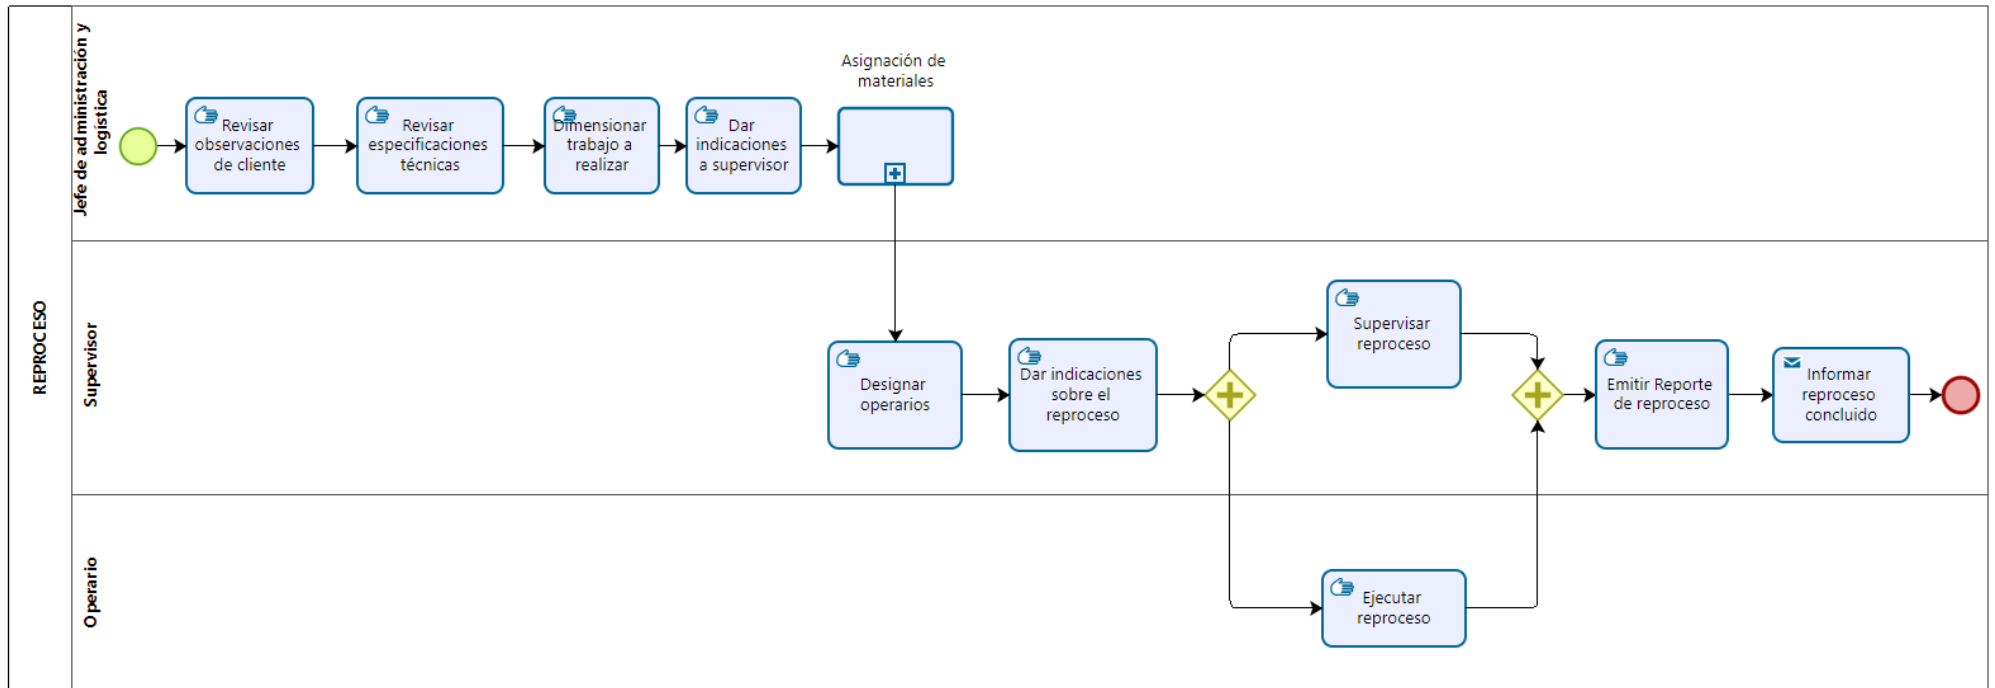 REPROCESO
Jefe de administración y
logística
Revisar
observaciones
de cliente
Revisar
especificaciones
técnicas
Dimensionar
trabajo a
realizar
Dar
indicaciones
a supervisor
Asignación de
materiales
Supervisor
Designar
operarios
Dar indicaciones
sobre el
reproceso
Supervisar
reproceso
Emitir Reporte
de reproceso
Informar
reproceso
concluido
Operario
Ejecutar
reproceso